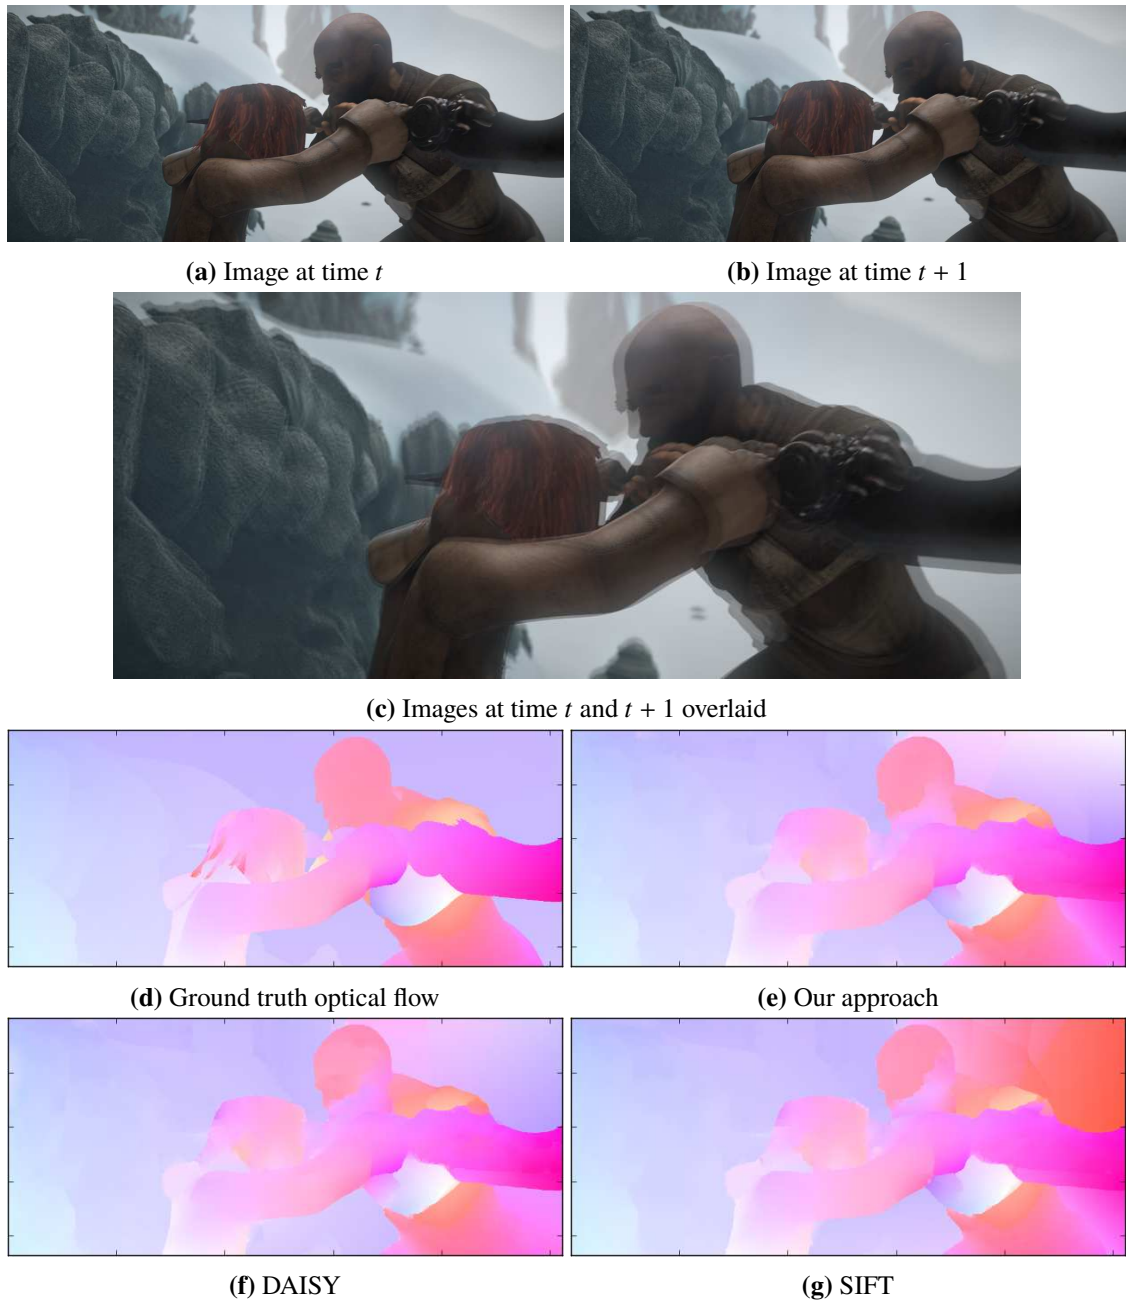 (a) Image at time t
(b) Image at time t + 1
(c) Images at time t and t + 1 overlaid
(d) Ground truth optical flow
(e) Our approach
(f) DAISY
(g) SIFT